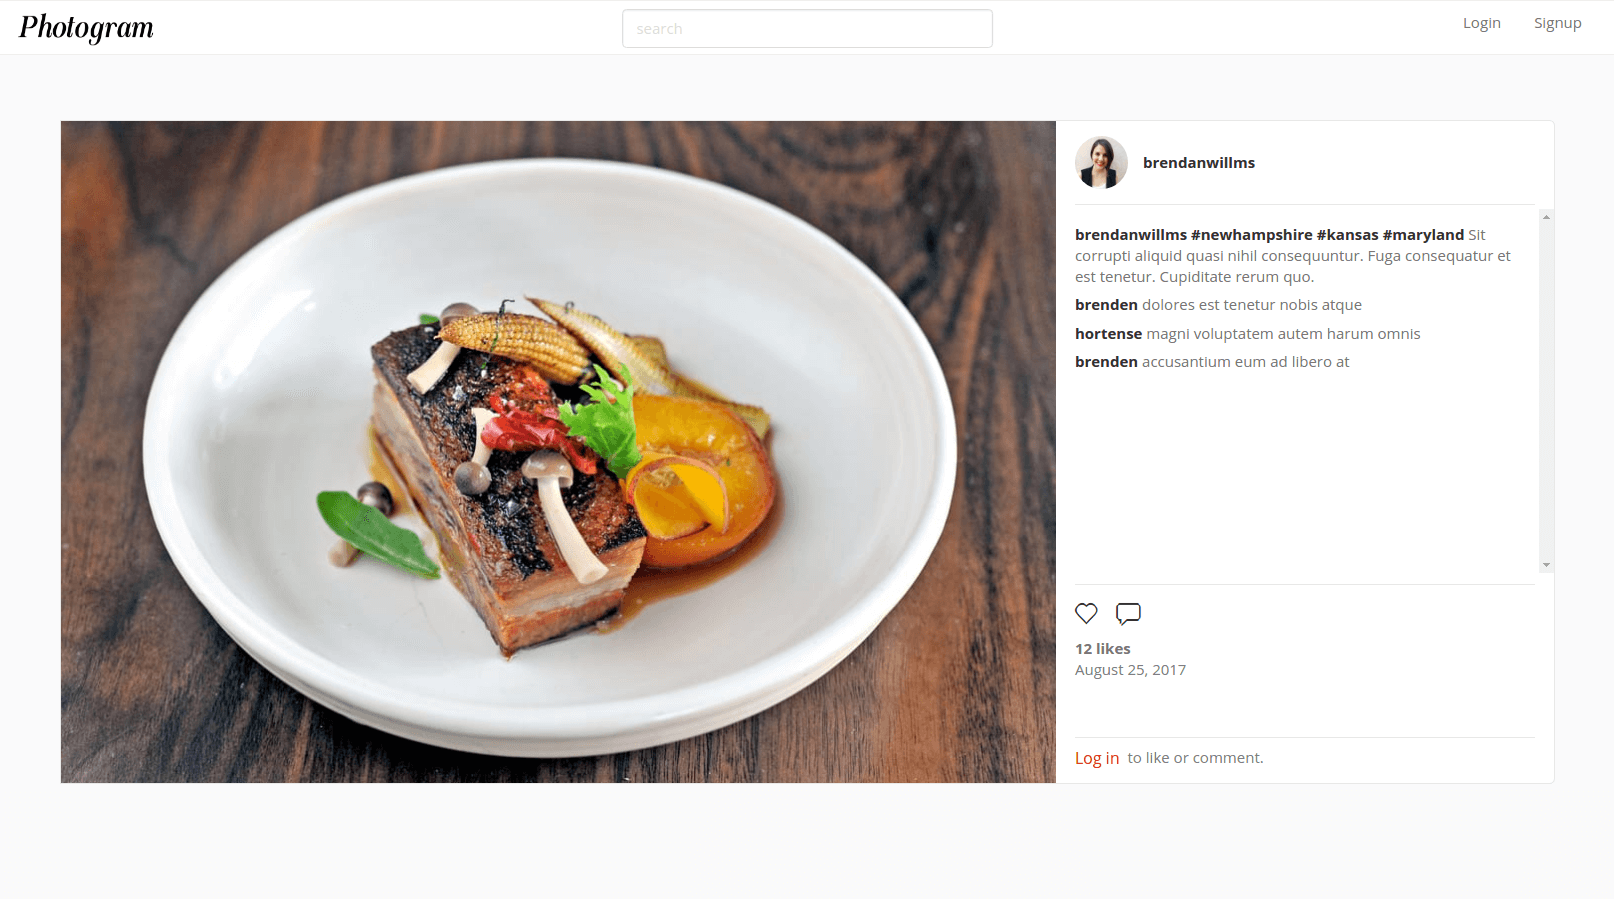 Photogram
search
Login
Signup
brendanwillms
brendanwillms #newhampshire #kansas #maryland Sit
corrupti aliquid quasi nihil consequuntur. Fuga consequatur et
est tenetur. Cupiditate rerum quo.
brenden dolores est tenetur nobis atque
hortense magni voluptatem autem harum omnis
brenden accusantium eum ad libero at
12 likes
August 25, 2017
Log in to like or comment.